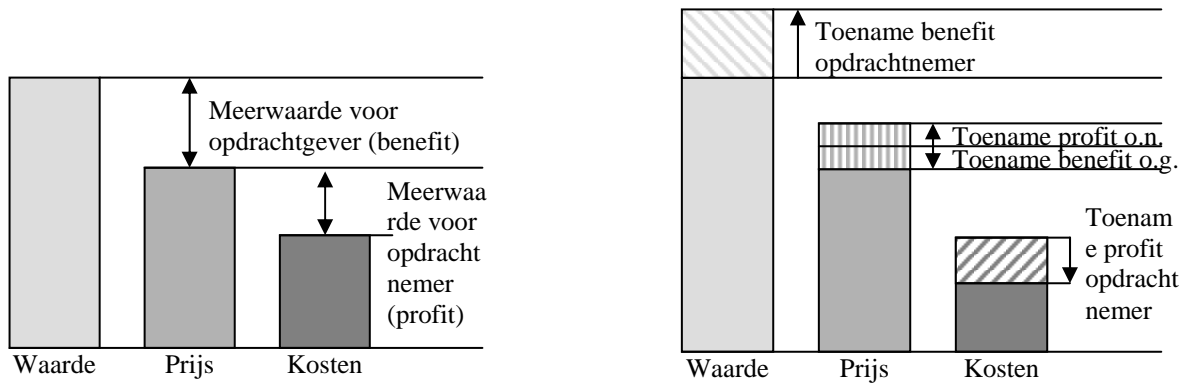 Meerwaarde voor
opdrachtgever (benefit)
Meerwaa
rde voor
opdracht
nemer
(profit)
Waarde
Prijs
Kosten
Toename benefit
opdrachtnemer
Toename profit o.n.
Toename benefit o.g.
Toenam
e profit
opdracht
nemer
Waarde
Prijs
Kosten